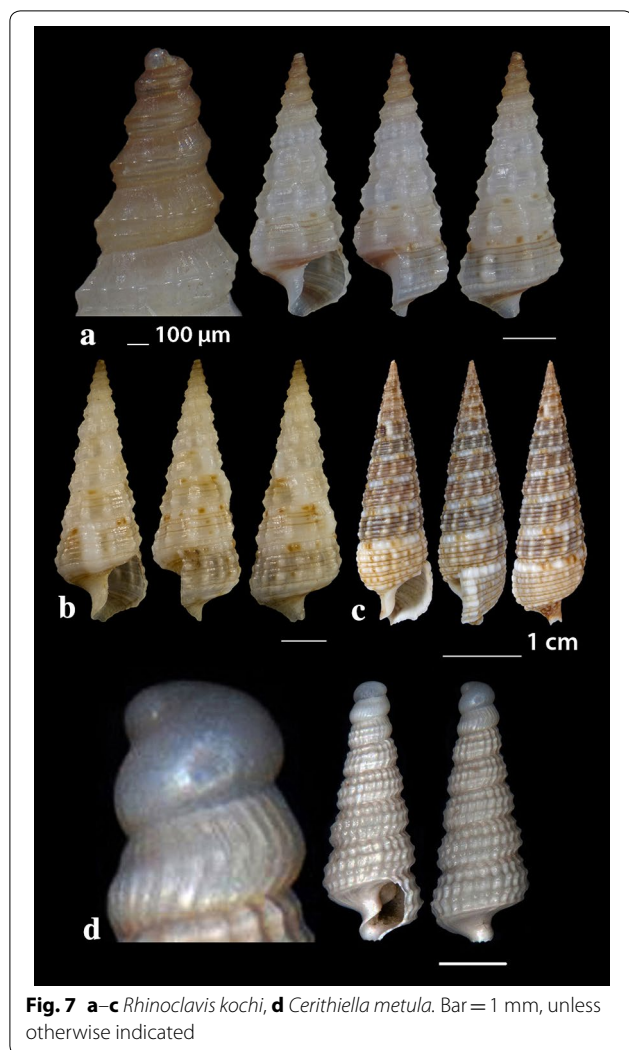 a
100 µm
b
c
1 cm
d
Fig. 7 a–c Rhinoclavis kochi, d Cerithiella metula. Bar = 1 mm, unless
otherwise indicated